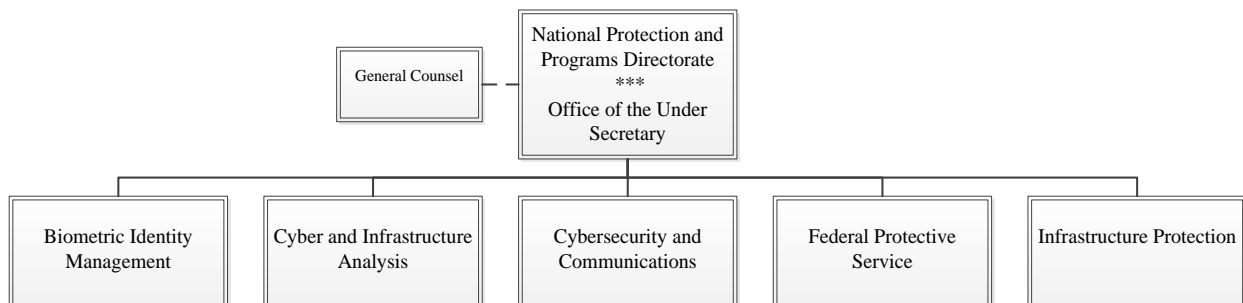 National Protection and
Programs Directorate
***
Office of the Under
Secretary
General Counsel
Biometric Identity
Management
Cyber and Infrastructure
Analysis
Cybersecurity and
Communications
Federal Protective
Service
Infrastructure Protection